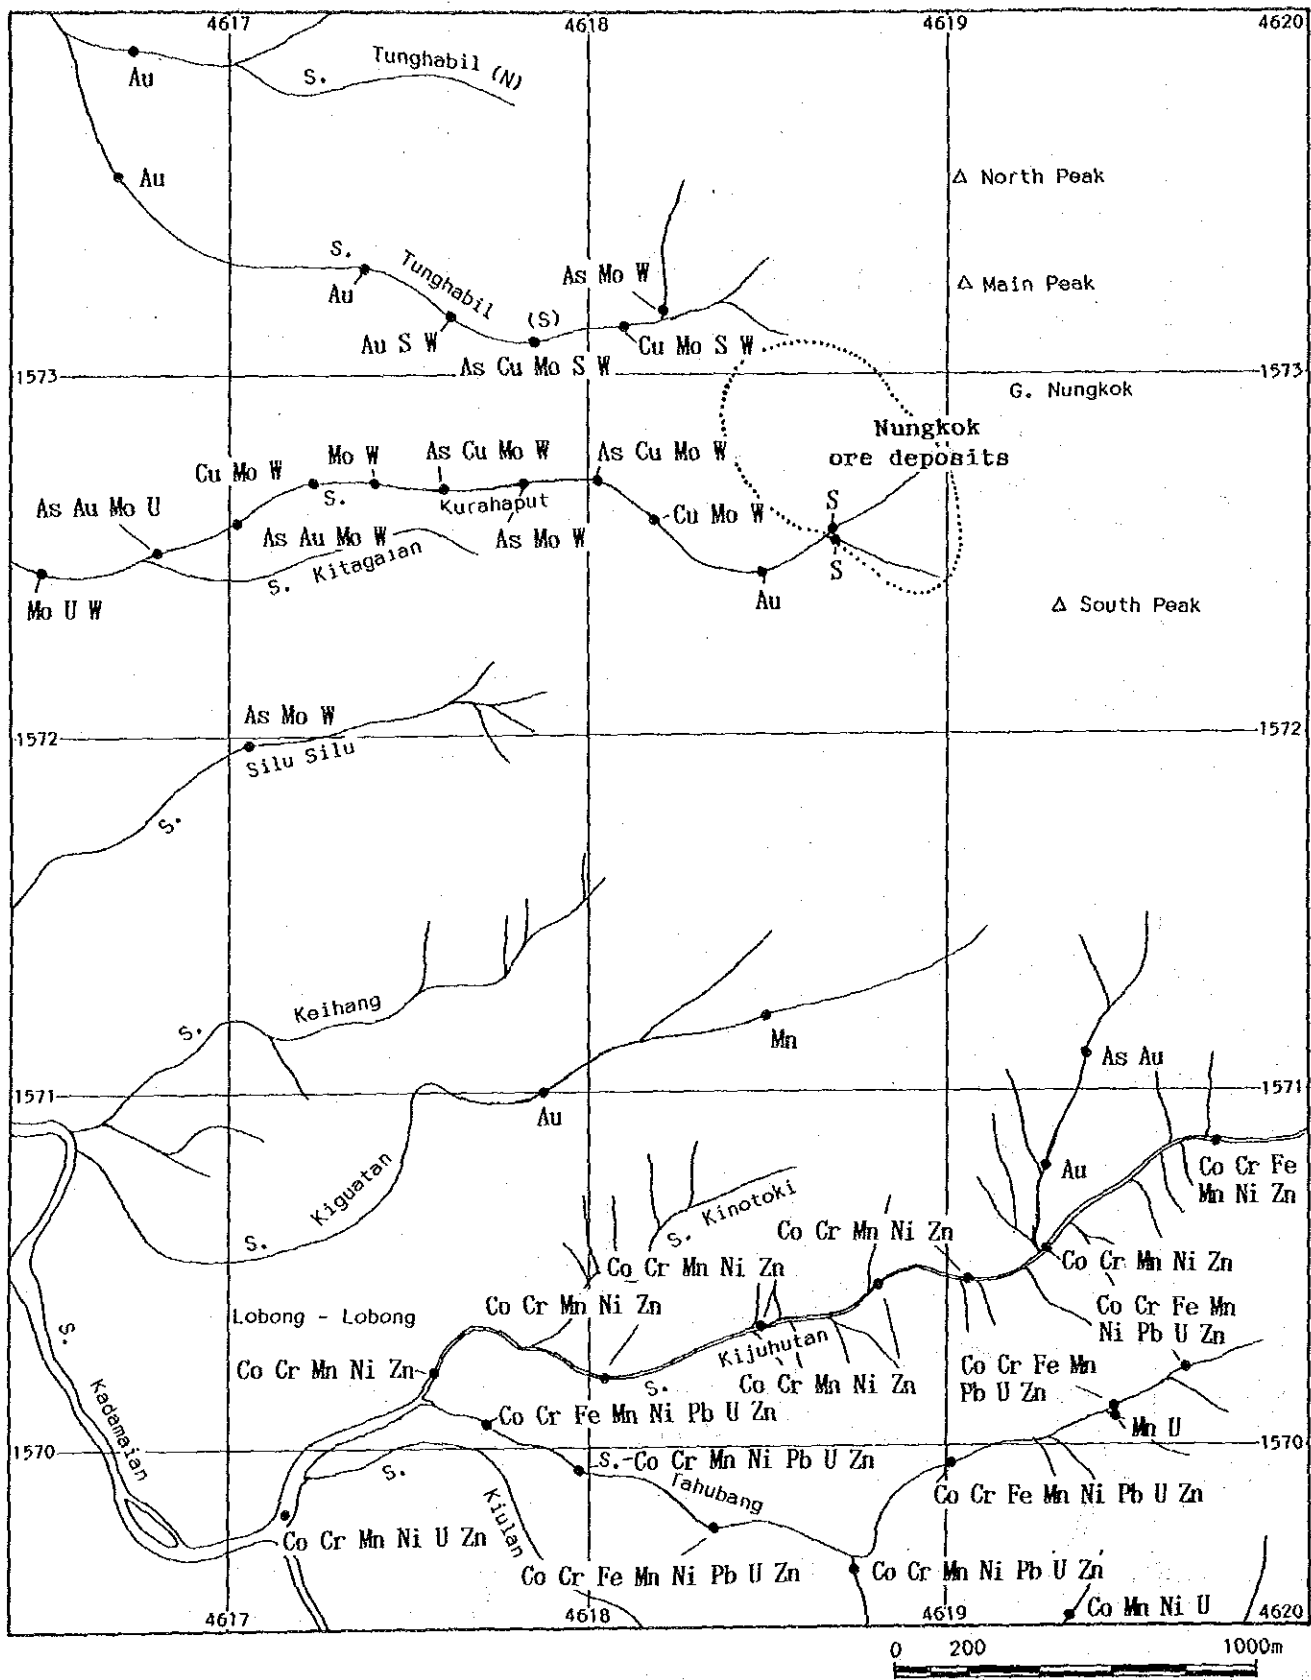 4617
4618
4619
4620
Tunghabil (N)
S.
Au
Au
North Peak
S.
Tunghabil
(S)
As Mo W
Main Peak
Au
Au S W
Cu Mo S W
As Cu Mo S W
1573
1573
G. Nungkok
Nungkok
ore deposits
Cu Mo W
Mo W
As Cu Mo W
As Cu Mo W
As Au Mo U
S.
Kurahaput
Cu Mo W
S
As Au Mo W
As Mo W
S. Kitagaian
S
Mo U W
Au
South Peak
As Mo W
1572
1572
Silu Silu
S.
S.
Keihang
Mn
As Au
1571
1571
Au
Au
Co Cr Fe
Mn Ni Zn
Kiguatan
S.
S. Kinotoki
Co Cr Mn Ni Zn
Co Cr Mn Ni Zn
Co Cr Mn Ni Zn
Co Cr Mn Ni Zn
Co Cr Fe Mn
Ni Pb U Zn
Lobong - Lobong
S.
Kadamaian
Co Cr Mn Ni Zn
Kijuhutan
S.
Co Cr Mn Ni Zn
Co Cr Fe Mn
Pb U Zn
Co Cr Fe Mn Ni Pb U Zn
Mn U
1570
1570
S.
Kiulan
S.
Co Cr Mn Ni Pb U Zn
Tahubang
Co Cr Fe Mn Ni Pb U Zn
Co Cr Mn Ni U Zn
Co Cr Fe Mn Ni Pb U Zn
Co Cr Mn Ni Pb U Zn
Co Mn Ni U
4617
4618
4619
4620
0 200 1000m